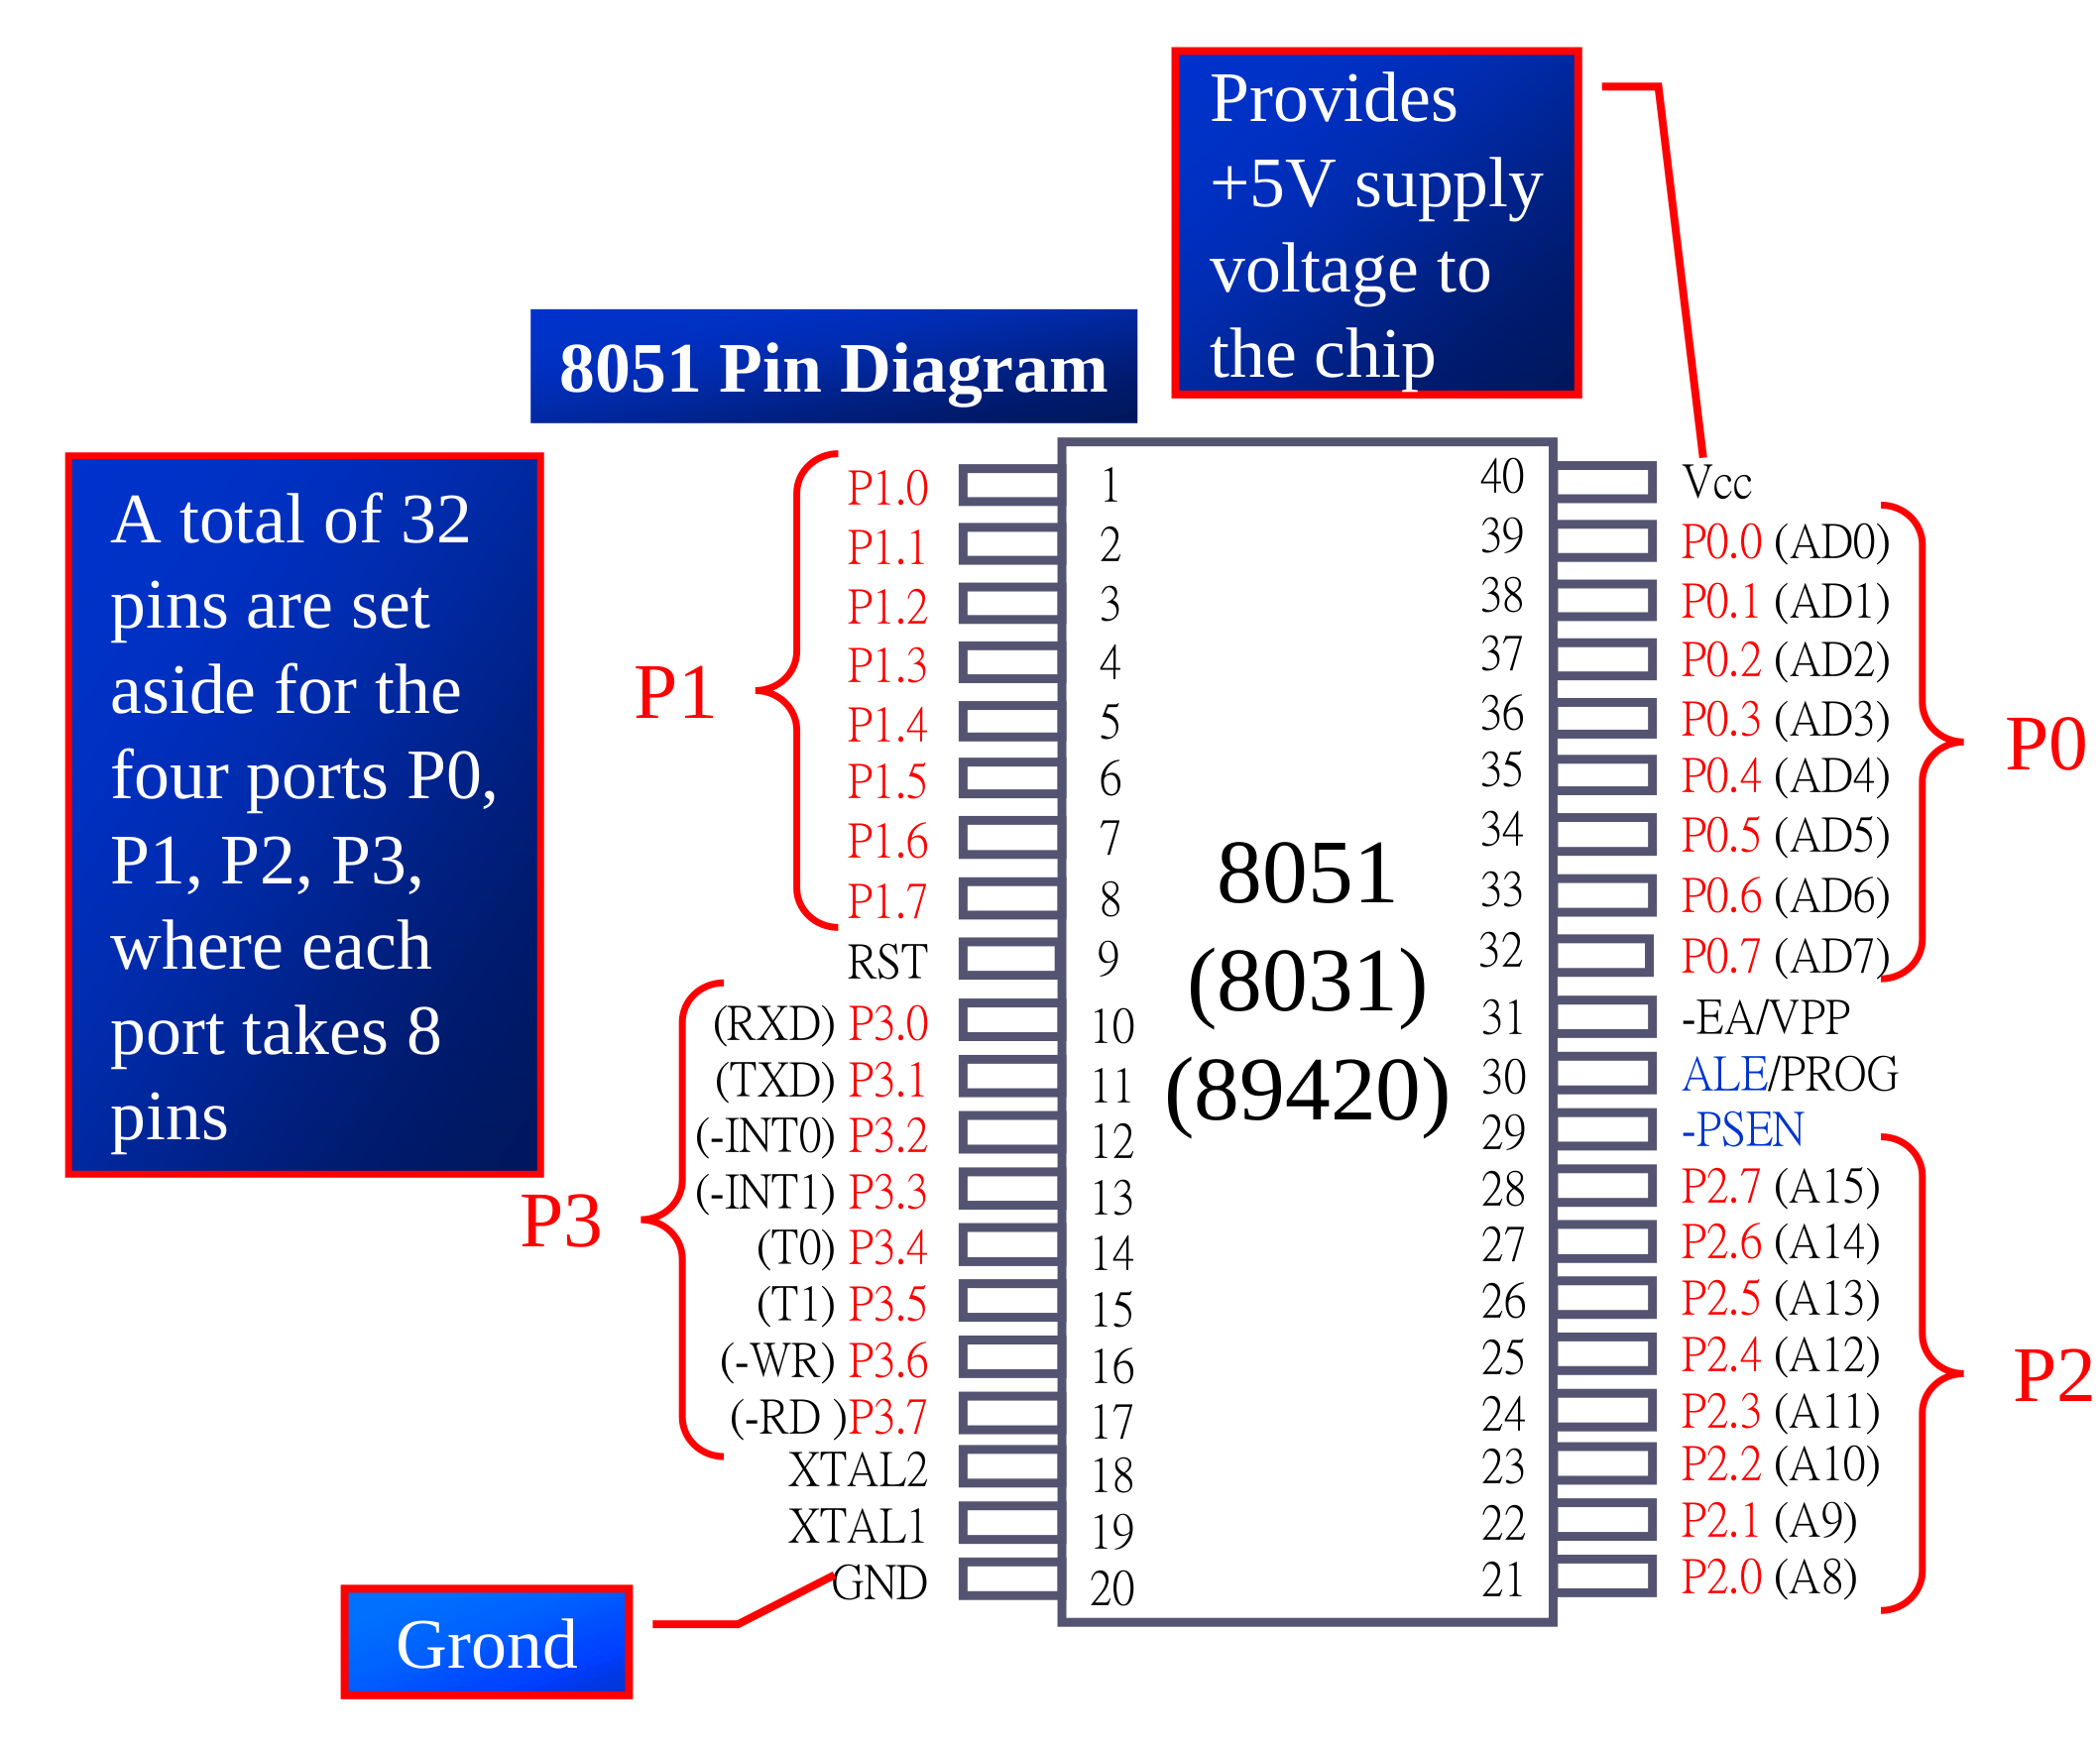 Provides
+5V supply
voltage to
the chip
8051 Pin Diagram
A total of 32
pins are set
aside for the
four ports P0,
P1, P2, P3,
where each
port takes 8
pins
P1
P3
P1.0 1
P1.1 2
P1.2 3
P1.3 4
P1.4 5
P1.5 6
P1.6 7
P1.7 8
RST 9
(RXD) P3.0 10
(TXD) P3.1 11
(-INT0) P3.2 12
(-INT1) P3.3 13
(T0) P3.4 14
(T1) P3.5 15
(-WR) P3.6 16
(-RD )P3.7 17
XTAL2 18
XTAL1 19
GND 20
8051
(8031)
(89420)
40 Vcc
39 P0.0 (AD0)
38 P0.1 (AD1)
37 P0.2 (AD2)
36 P0.3 (AD3)
35 P0.4 (AD4)
34 P0.5 (AD5)
33 P0.6 (AD6)
32 P0.7 (AD7)
31 -EA/VPP
30 ALE/PROG
29 -PSEN
28 P2.7 (A15)
27 P2.6 (A14)
26 P2.5 (A13)
25 P2.4 (A12)
24 P2.3 (A11)
23 P2.2 (A10)
22 P2.1 (A9)
21 P2.0 (A8)
P0
P2
Grond